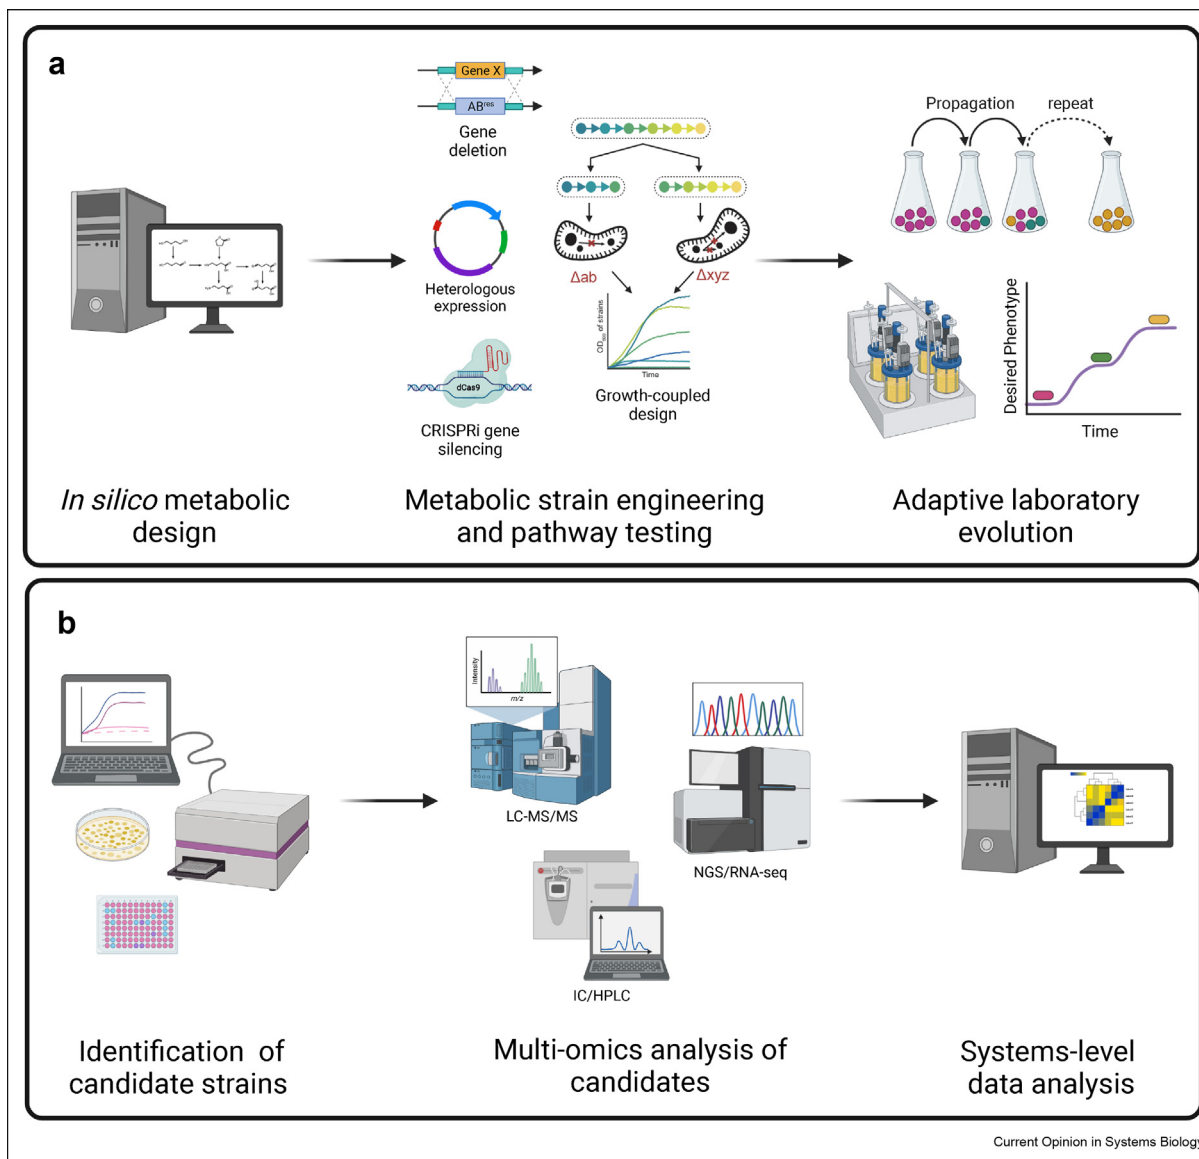 a
Gene X
AB^res
Gene
deletion
Heterologous
expression
dCas9
CRISPRi gene
silencing
Δab
Δxyz
OD600 of strains
Time
Growth-coupled
design
Propagation
repeat
Desired Phenotype
Time
In silico metabolic
design
Metabolic strain engineering
and pathway testing
Adaptive laboratory
evolution
b
Intensity
m/z
LC-MS/MS
NGS/RNA-seq
IC/HPLC
Identification of
candidate strains
Multi-omics analysis of
candidates
Systems-level
data analysis
Current Opinion in Systems Biology